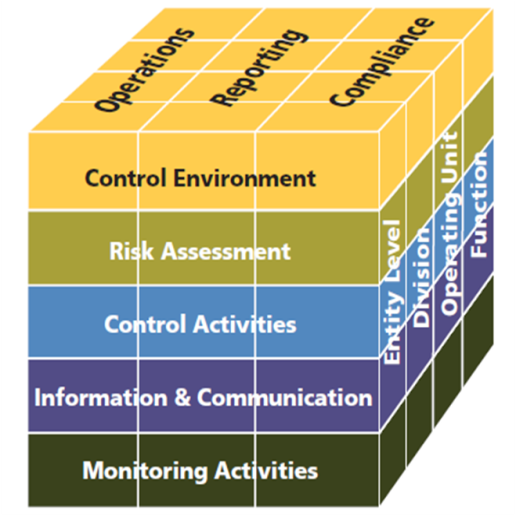 Operations
Reporting
Compliance
Control Environment
Risk Assessment
Control Activities
Information & Communication
Monitoring Activities
Entity Level
Division
Operating Unit
Function